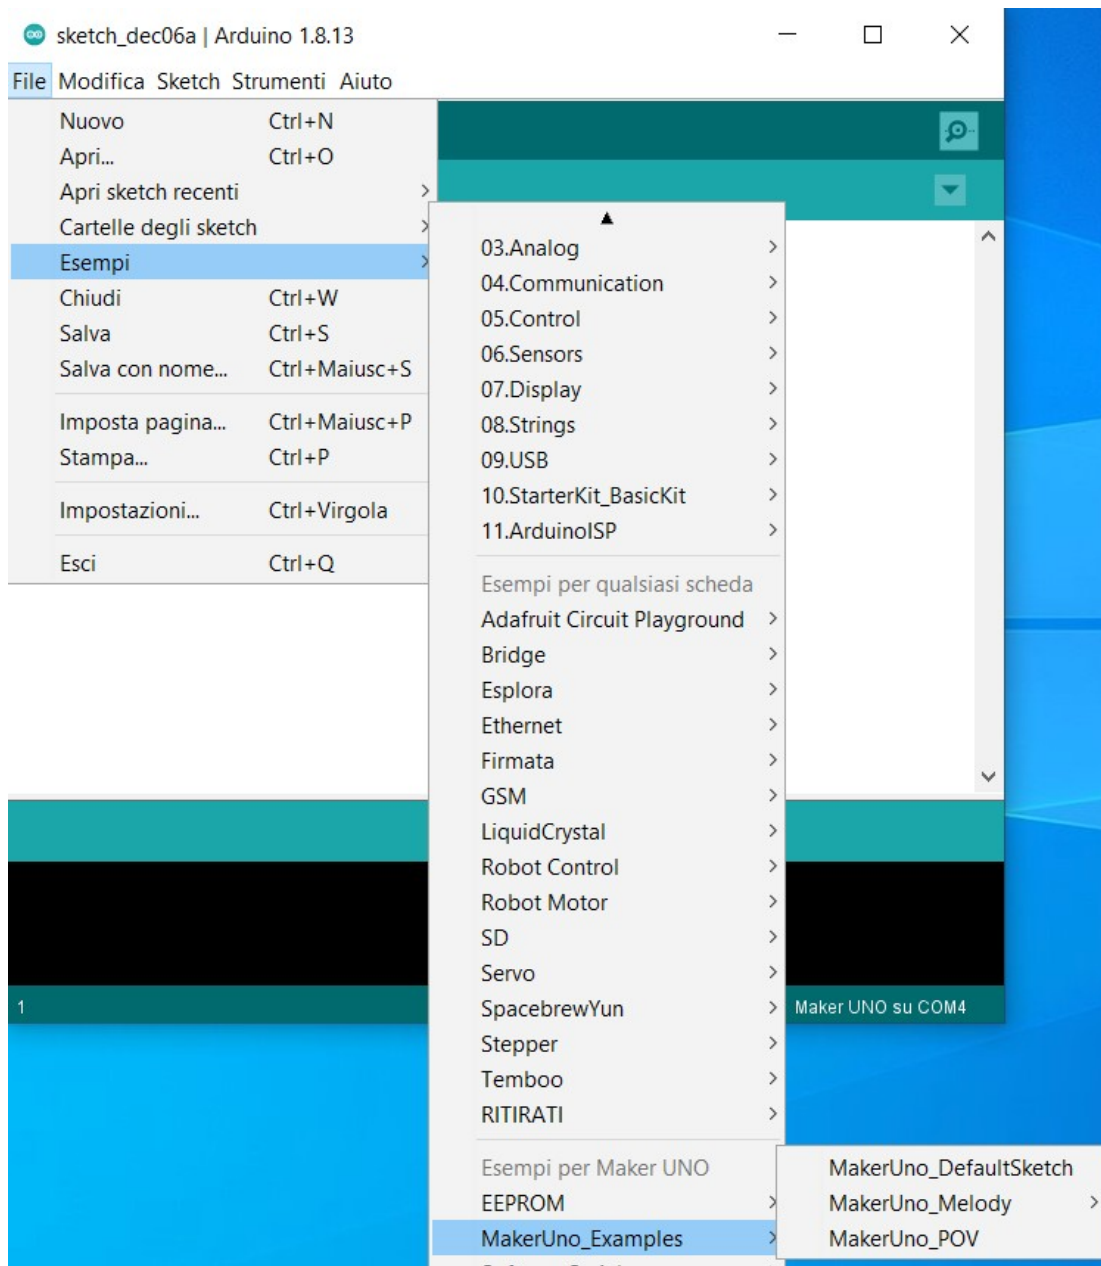 sketch_dec06a | Arduino 1.8.13
File Modifica Sketch Strumenti Aiuto
Nuovo Ctrl+N
Apri... Ctrl+O
Apri sketch recenti
Cartelle degli sketch
Esempi
Chiudi Ctrl+W
Salva Ctrl+S
Salva con nome... Ctrl+Maiusc+S
Imposta pagina... Ctrl+Maiusc+P
Stampa... Ctrl+P
Impostazioni... Ctrl+Virgola
Esci Ctrl+Q
03.Analog
04.Communication
05.Control
06.Sensors
07.Display
08.Strings
09.USB
10.StarterKit_BasicKit
11.ArduinoISP
Esempi per qualsiasi scheda
Adafruit Circuit Playground
Bridge
Esplora
Ethernet
Firmata
GSM
LiquidCrystal
Robot Control
Robot Motor
SD
Servo
SpacebrewYun
Stepper
Temboo
RITIRATI
Esempi per Maker UNO
EEPROM
MakerUno_Examples
MakerUno_DefaultSketch
MakerUno_Melody
MakerUno_POV
1
Maker UNO su COM4